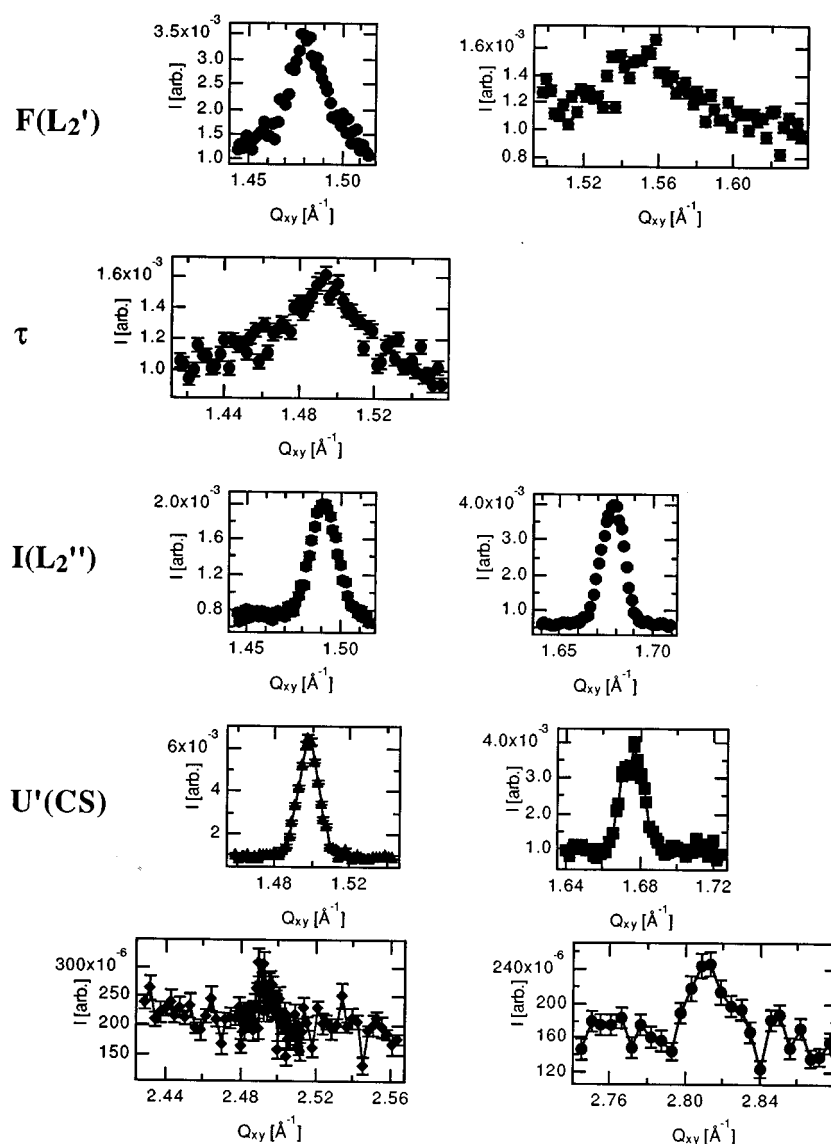 3.5x10⁻³
3.0
2.5
2.0
1.5
1.0
I [arb.]
1.45 1.50
Qxy [Å⁻¹]
1.6x10⁻³
1.4
1.2
1.0
0.8
I [arb.]
1.52 1.56 1.60
Qxy [Å⁻¹]
F(L₂')
1.6x10⁻³
1.4
1.2
1.0
I [arb.]
1.44 1.48 1.52
Qxy [Å⁻¹]
τ
2.0x10⁻³
1.6
1.2
0.8
I [arb.]
1.45 1.50
Qxy [Å⁻¹]
4.0x10⁻³
3.0
2.0
1.0
I [arb.]
1.65 1.70
Qxy [Å⁻¹]
I(L₂'')
6x10⁻³
4
2
I [arb.]
1.48 1.52
Qxy [Å⁻¹]
4.0x10⁻³
3.0
2.0
1.0
I [arb.]
1.64 1.68 1.72
Qxy [Å⁻¹]
U'(CS)
300x10⁻⁶
250
200
150
I [arb.]
2.44 2.48 2.52 2.56
Qxy [Å⁻¹]
240x10⁻⁶
200
160
120
I [arb.]
2.76 2.80 2.84
Qxy [Å⁻¹]